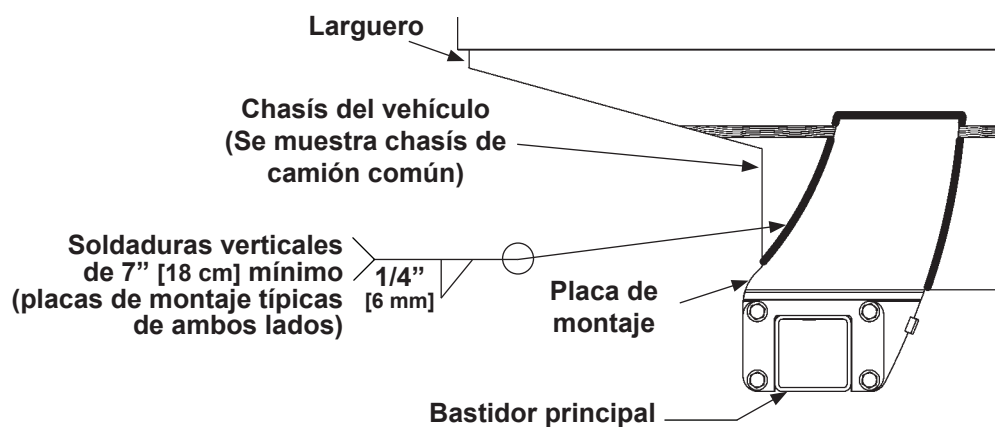 Larguero
Chasís del vehículo
(Se muestra chasís de
camión común)
Soldaduras verticales
de 7” [18 cm] mínimo
(placas de montaje típicas
de ambos lados)
1/4”
[6 mm]
Placa de
montaje
Bastidor principal